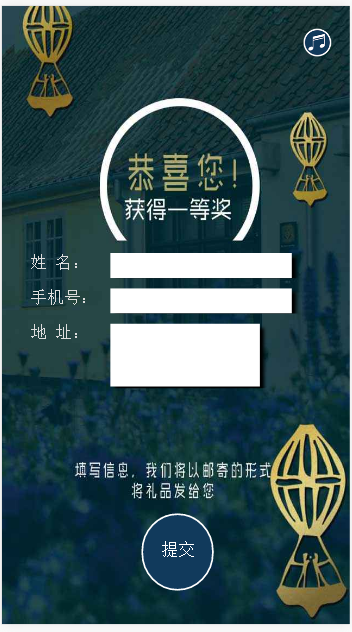 恭喜您!
获得一等奖
姓 名：
手机号：
地 址：
填写信息，我们将以邮寄的形式
将礼品发给您
提交